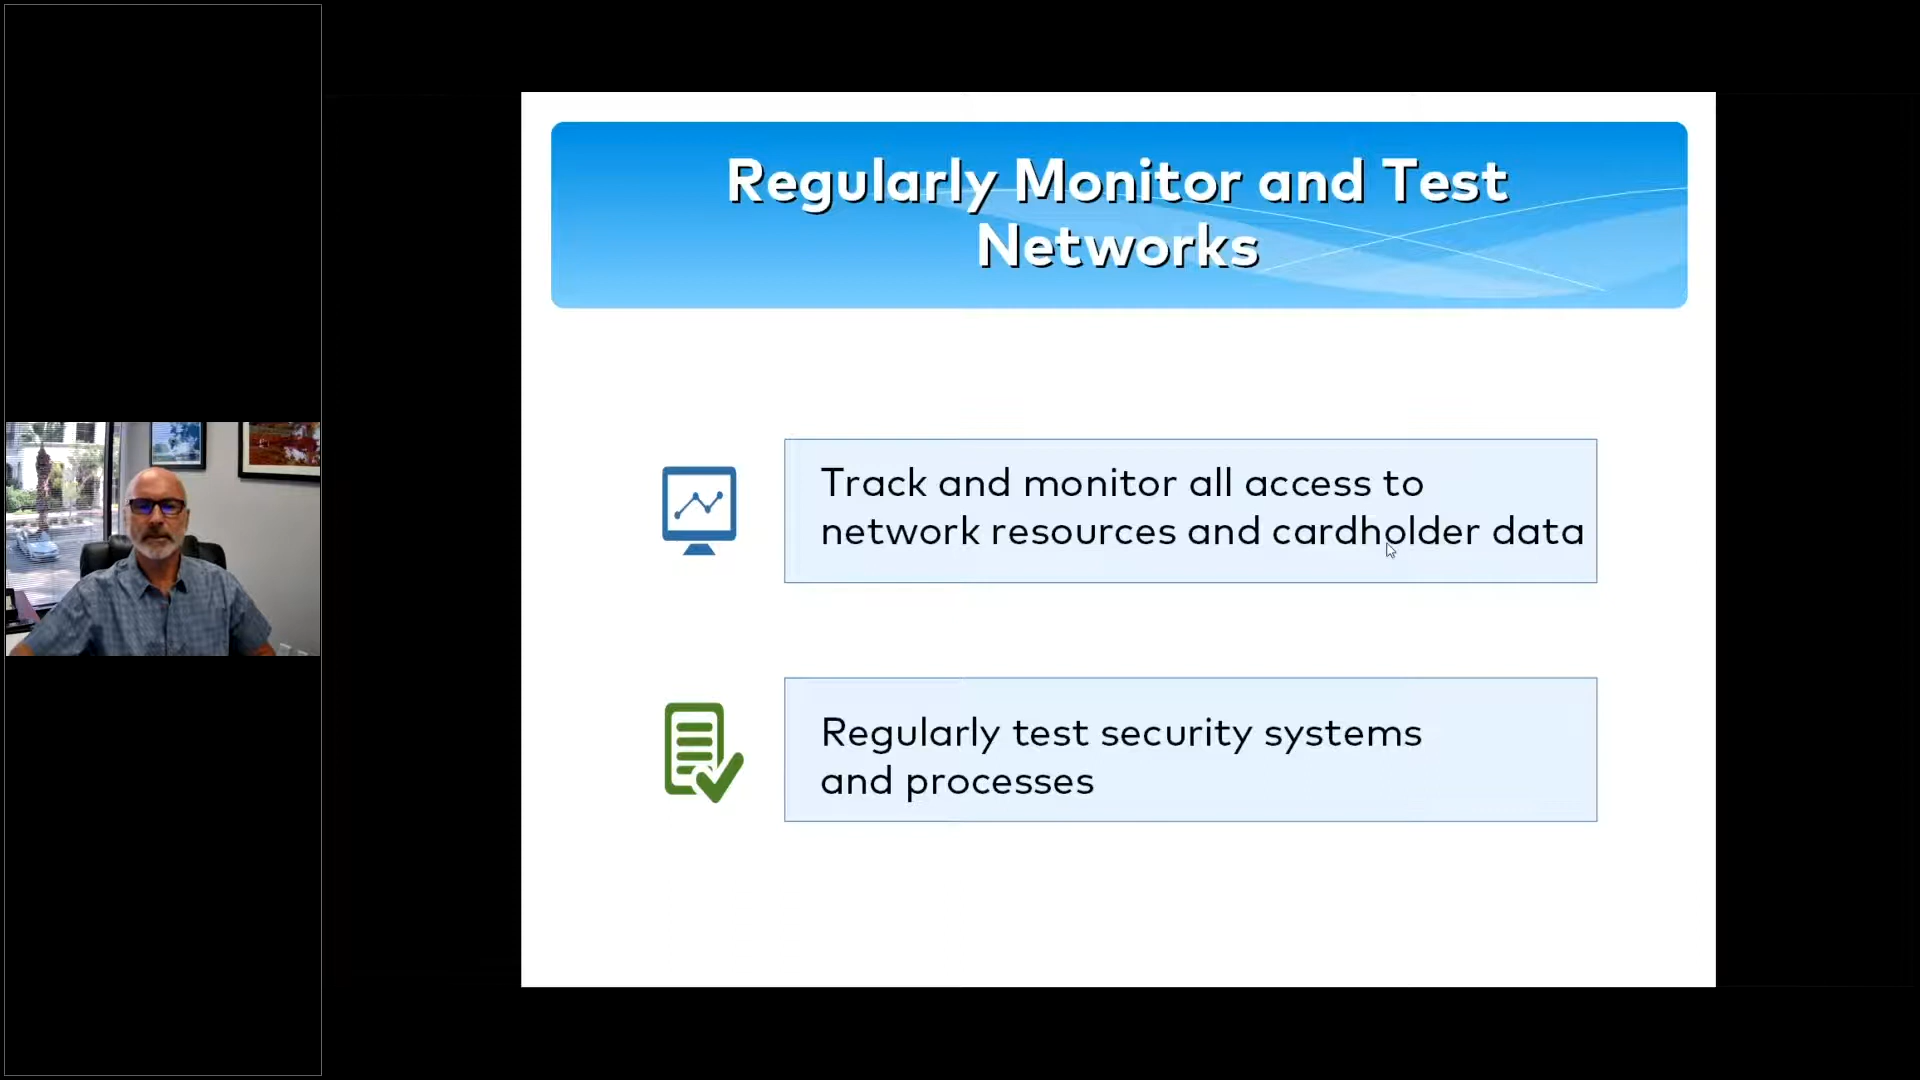 Regularly Monitor and Test
Networks
Track and monitor all access to
network resources and cardholder data
Regularly test security systems
and processes